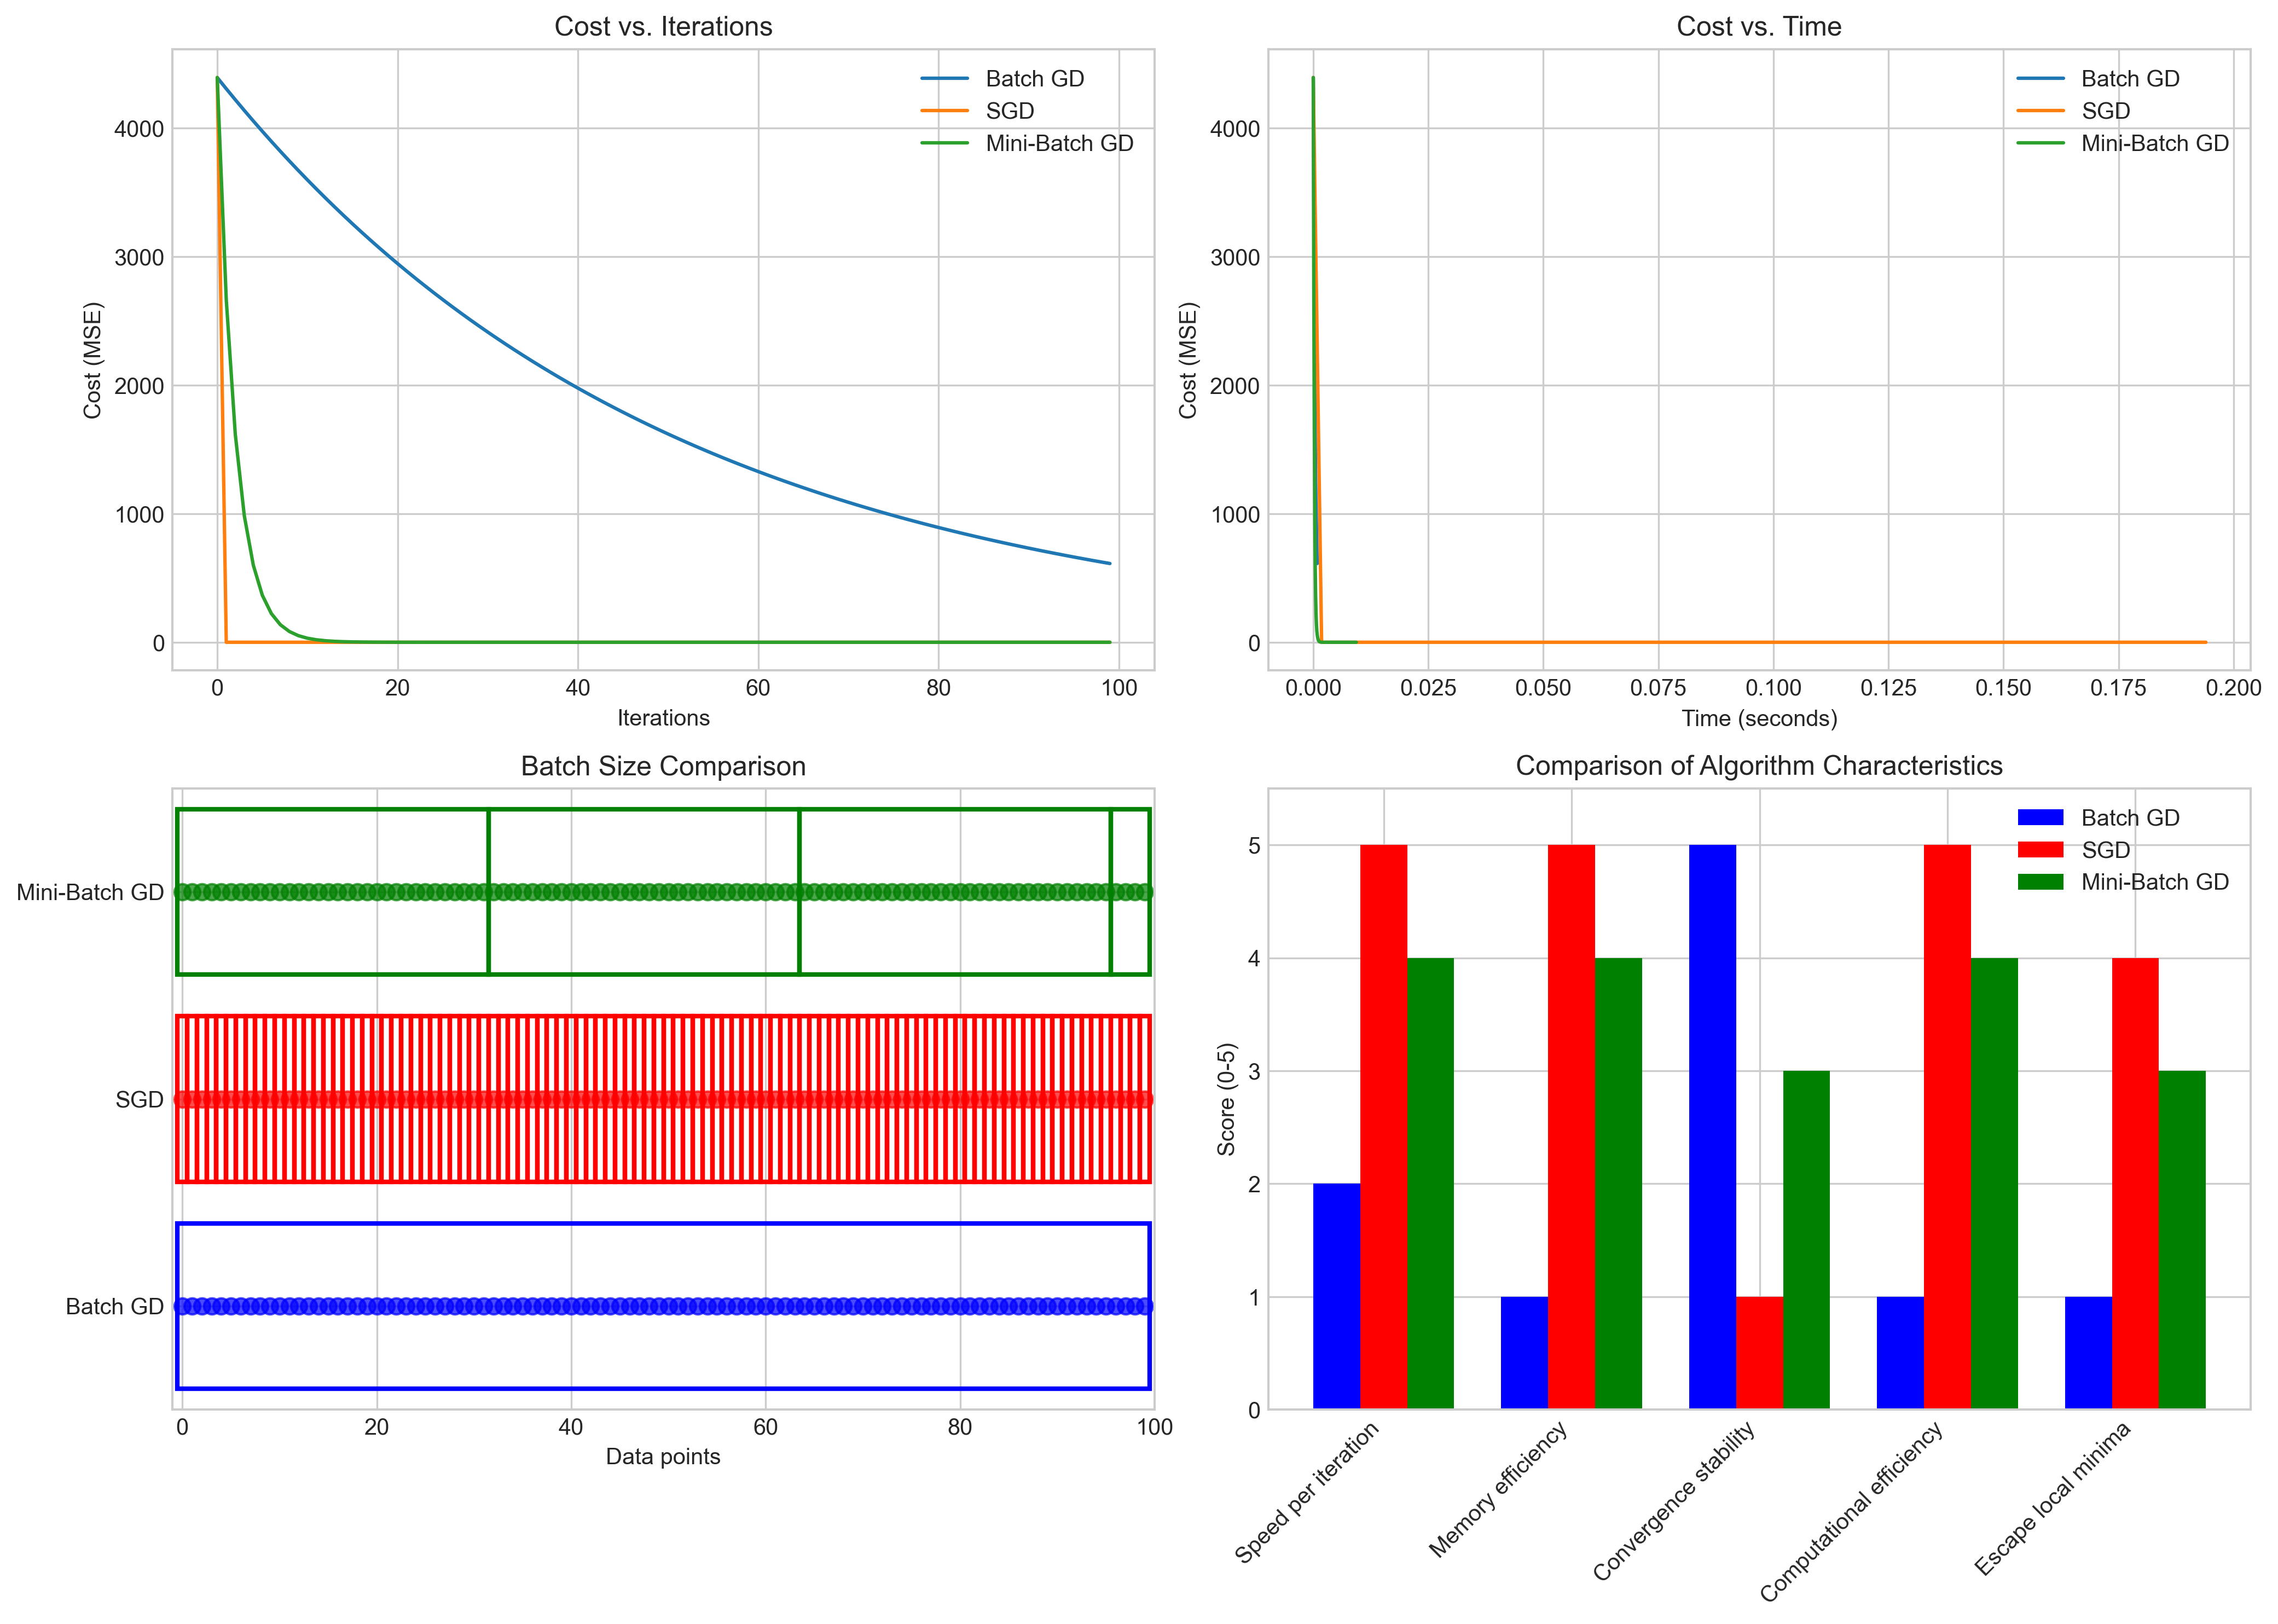 Cost vs. Iterations
Batch GD
SGD
Mini-Batch GD
4000
3000
2000
1000
0
Cost (MSE)
0 20 40 60 80 100
Iterations
Cost vs. Time
Batch GD
SGD
Mini-Batch GD
4000
3000
2000
1000
0
Cost (MSE)
0.000 0.025 0.050 0.075 0.100 0.125 0.150 0.175 0.200
Time (seconds)
Batch Size Comparison
Mini-Batch GD
SGD
Batch GD
0 20 40 60 80 100
Data points
Comparison of Algorithm Characteristics
Batch GD
SGD
Mini-Batch GD
5
4
3
2
1
0
Score (0-5)
Speed per iteration
Memory efficiency
Convergence stability
Computational efficiency
Escape local minima